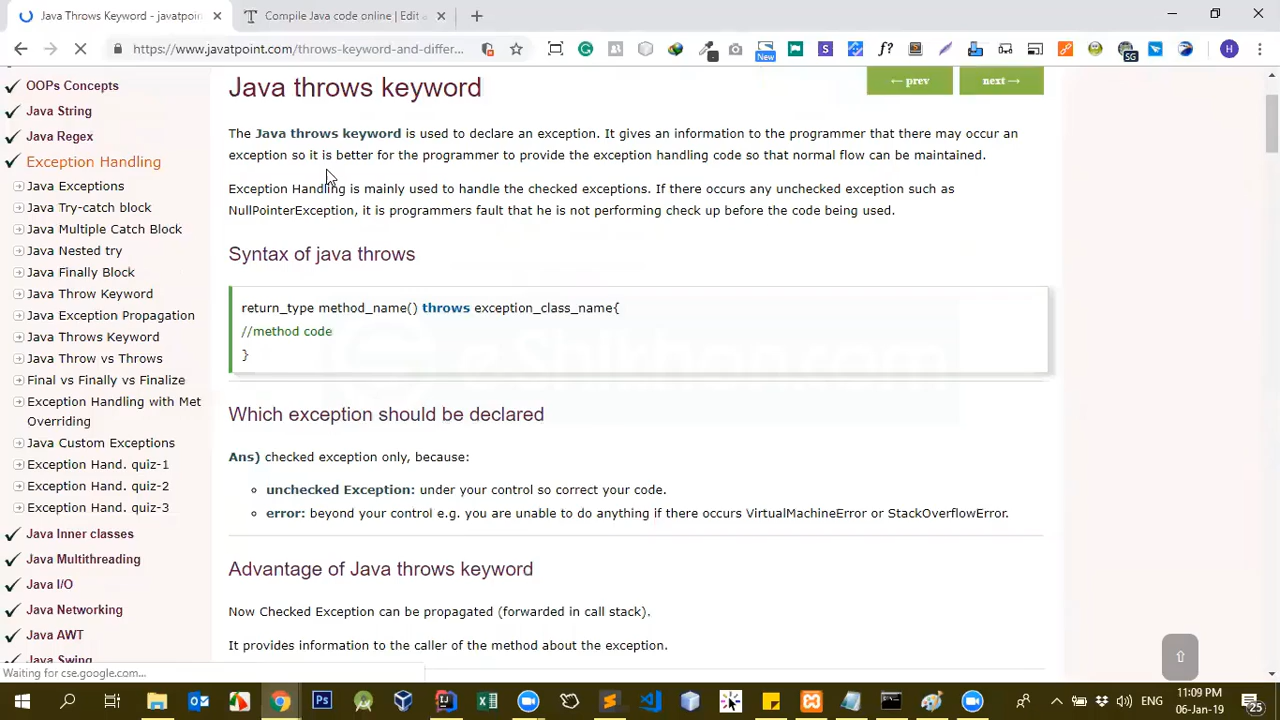 Java Throws Keyword - javatpoint
Compile Java code online | Edit a
https://www.javatpoint.com/throws-keyword-and-differ...
New
S
f?
SG
H
OOPs Concepts
Java String
Java Regex
Exception Handling
Java Exceptions
Java Try-catch block
Java Multiple Catch Block
Java Nested try
Java Finally Block
Java Throw Keyword
Java Exception Propagation
Java Throws Keyword
Java Throw vs Throws
Final vs Finally vs Finalize
Exception Handling with Met
Overriding
Java Custom Exceptions
Exception Hand. quiz-1
Exception Hand. quiz-2
Exception Hand. quiz-3
Java Inner classes
Java Multithreading
Java I/O
Java Networking
Java AWT
Java Swing
Java throws keyword
← prev
next →
The Java throws keyword is used to declare an exception. It gives an information to the programmer that there may occur an
exception so it is better for the programmer to provide the exception handling code so that normal flow can be maintained.
Exception Handling is mainly used to handle the checked exceptions. If there occurs any unchecked exception such as
NullPointerException, it is programmers fault that he is not performing check up before the code being used.
Syntax of java throws
return_type method_name() throws exception_class_name{
//method code
}
eShikhon.com
Which exception should be declared
Ans) checked exception only, because:
unchecked Exception: under your control so correct your code.
error: beyond your control e.g. you are unable to do anything if there occurs VirtualMachineError or StackOverflowError.
Advantage of Java throws keyword
Now Checked Exception can be propagated (forwarded in call stack).
It provides information to the caller of the method about the exception.
Waiting for cse.google.com...
ENG
11:09 PM
06-Jan-19
25